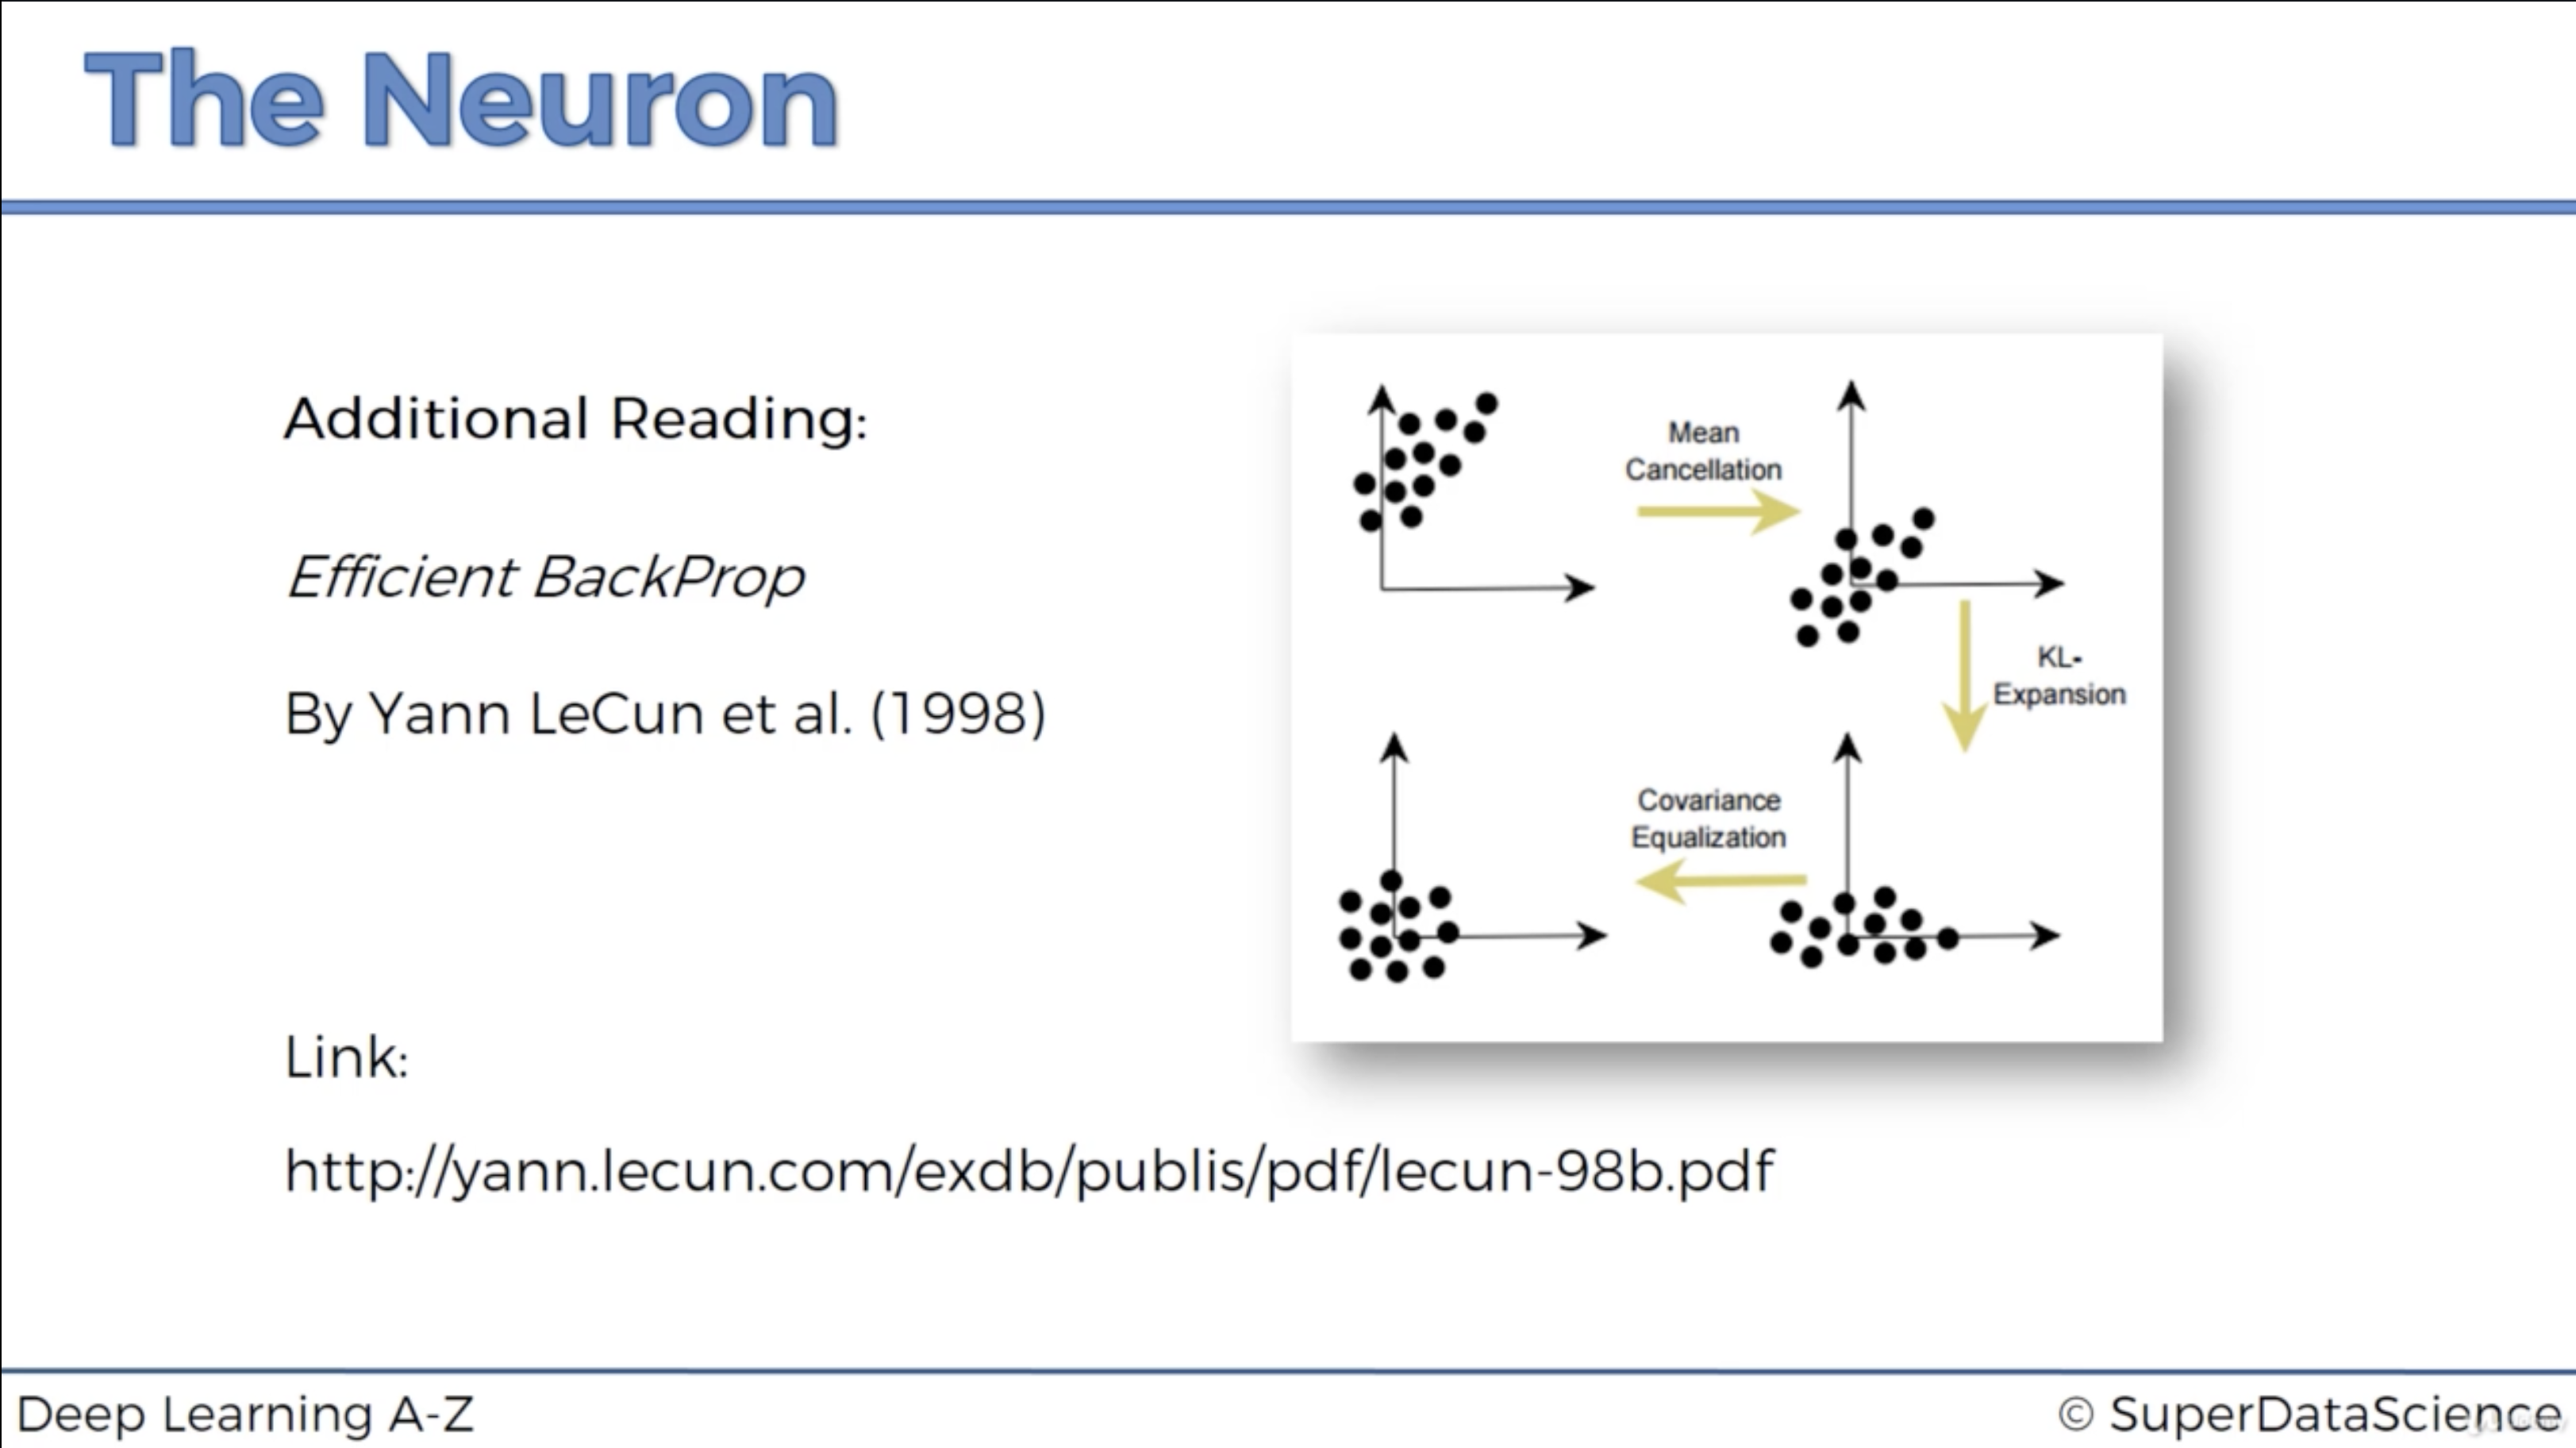 The Neuron
Additional Reading:
Efficient BackProp
By Yann LeCun et al. (1998)
Mean
Cancellation
KL-
Expansion
Covariance
Equalization
Link:
http://yann.lecun.com/exdb/publis/pdf/lecun-98b.pdf
Deep Learning A-Z
© SuperDataScience